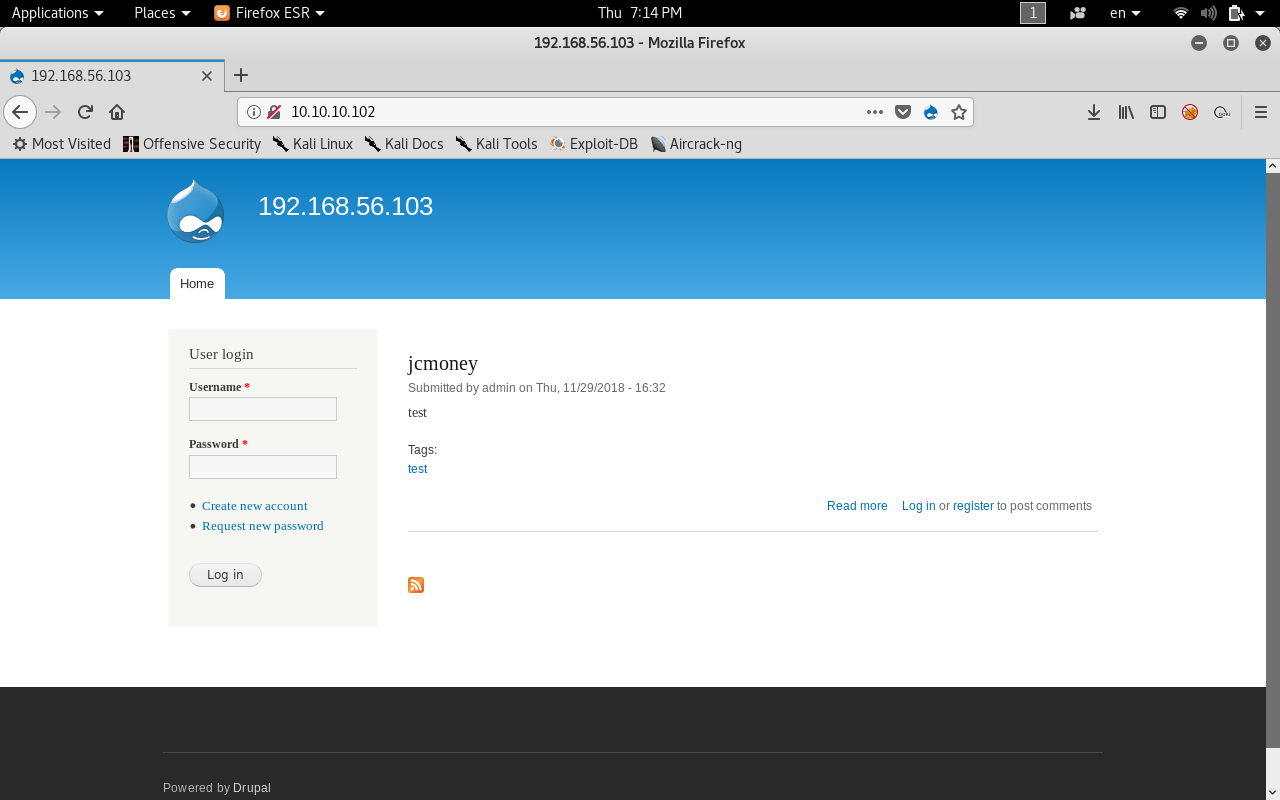 Applications Places Firefox ESR Thu 7:14 PM 1 en
192.168.56.103 - Mozilla Firefox
192.168.56.103
10.10.10.102
Most Visited Offensive Security Kali Linux Kali Docs Kali Tools Exploit-DB Aircrack-ng
192.168.56.103
Home
User login
Username *
Password *
Create new account
Request new password
Log in
jcmoney
Submitted by admin on Thu, 11/29/2018 - 16:32
test
Tags:
test
Read more Log in or register to post comments
Powered by Drupal